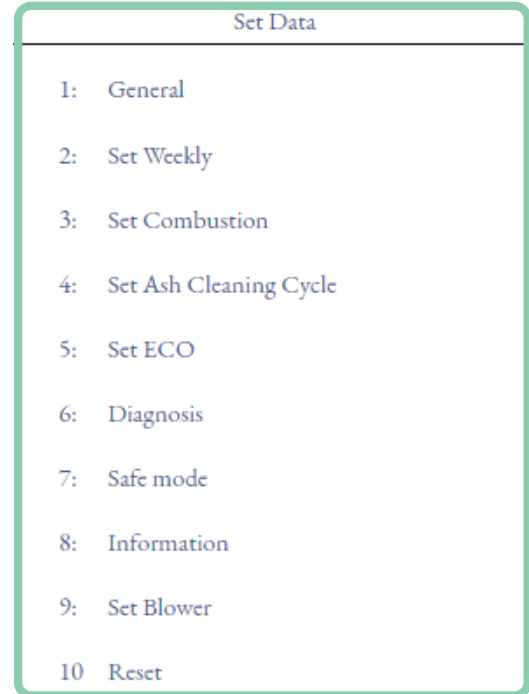 Set Data
1: General
2: Set Weekly
3: Set Combustion
4: Set Ash Cleaning Cycle
5: Set ECO
6: Diagnosis
7: Safe mode
8: Information
9: Set Blower
10 Reset